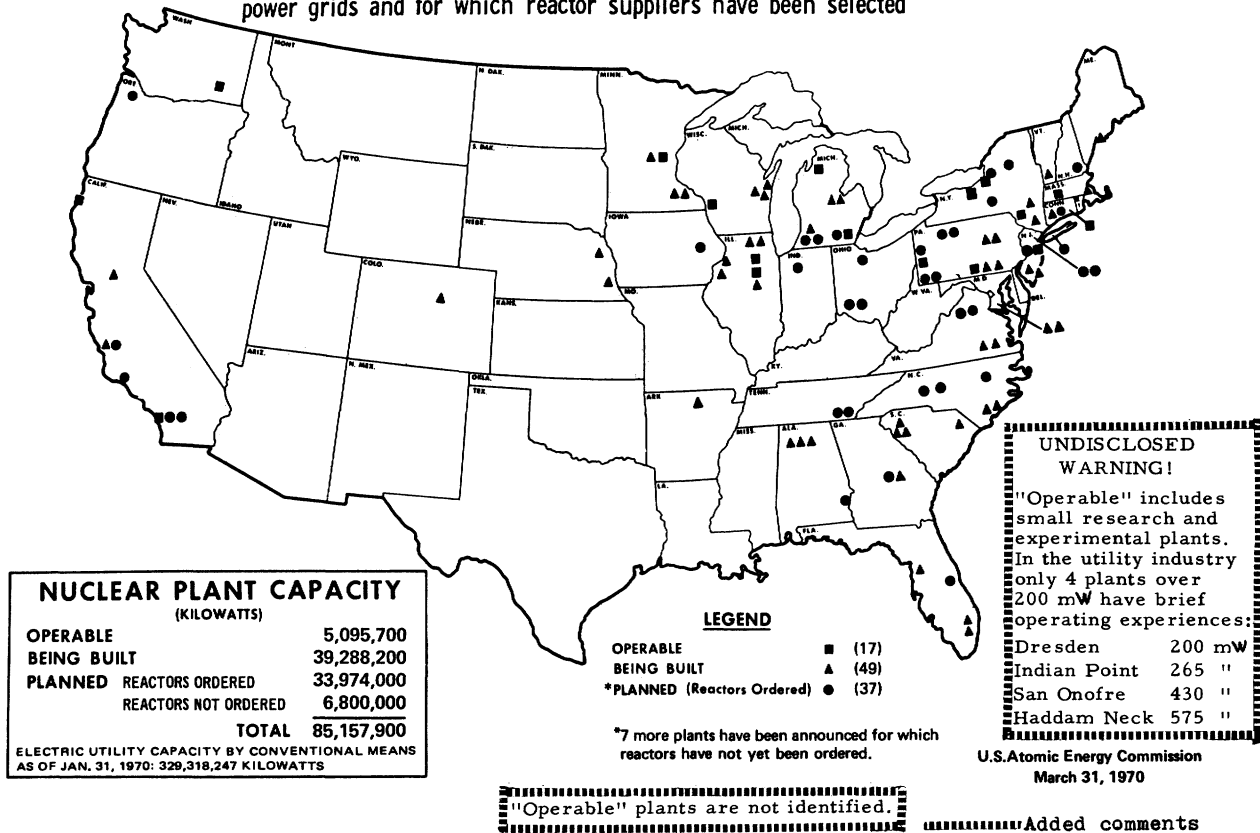 power grids and for which reactor suppliers have been selected
WASH
MONT
N. DAK.
MINN.
ME.
ORE
WISC.
MICH.
VT.
S. DAK.
MICH.
N.H.
WYO.
MASS.
CALIF.
N.Y.
CONN
NEV.
IDAHO
IOWA
NEBR.
UTAH
ILL.
PA.
N.J.
IND.
OHIO
COLO.
MD.
MO.
W VA.
DEL.
KANS.
ARIZ.
VA.
N. MEX.
KY.
N.C.
OKLA.
TEX.
ARK
TENN.
S.C.
MISS.
ALA.
GA.
LA.
FLA.
UNDISCLOSED
WARNING!
"Operable" includes
small research and
experimental plants.
In the utility industry
only 4 plants over
200 mW have brief
operating experiences:
Dresden 200 mW
Indian Point 265 "
San Onofre 430 "
Haddam Neck 575 "
NUCLEAR PLANT CAPACITY
(KILOWATTS)
OPERABLE 5,095,700
BEING BUILT 39,288,200
PLANNED REACTORS ORDERED 33,974,000
REACTORS NOT ORDERED 6,800,000
TOTAL 85,157,900
ELECTRIC UTILITY CAPACITY BY CONVENTIONAL MEANS
AS OF JAN. 31, 1970: 329,318,247 KILOWATTS
LEGEND
OPERABLE ■ (17)
BEING BUILT ▲ (49)
*PLANNED (Reactors Ordered) ● (37)
*7 more plants have been announced for which
reactors have not yet been ordered.
U.S.Atomic Energy Commission
March 31, 1970
"Operable" plants are not identified.
Added comments